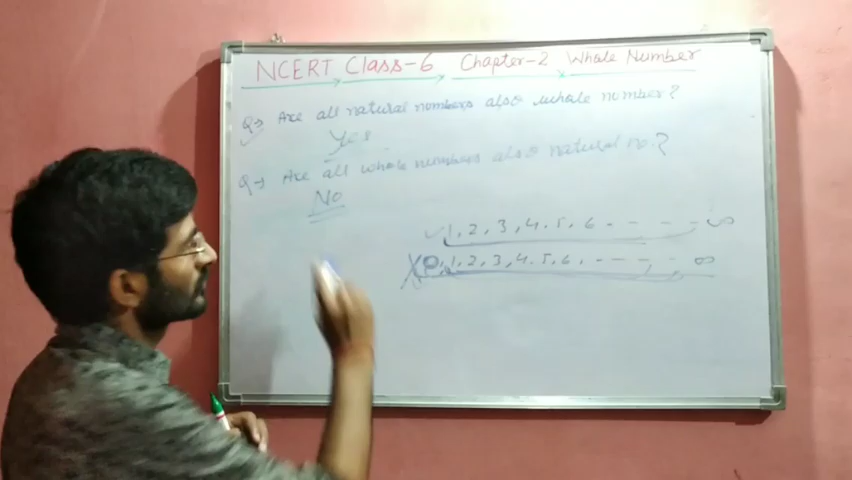 NCERT Class-6 Chapter-2 Whole Number
Q→ Are all natural numbers also whole number?
Yes
Q→ Are all whole numbers also natural no.?
No
1, 2, 3, 4, 5, 6, - - - ∞
0, 1, 2, 3, 4, 5, 6, - - - - ∞